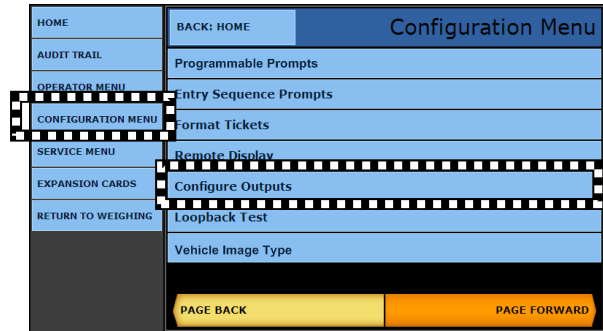 HOME
AUDIT TRAIL
OPERATOR MENU
CONFIGURATION MENU
SERVICE MENU
EXPANSION CARDS
RETURN TO WEIGHING
BACK: HOME
Configuration Menu
Programmable Prompts
Entry Sequence Prompts
Format Tickets
Remote Display
Configure Outputs
Loopback Test
Vehicle Image Type
PAGE BACK
PAGE FORWARD